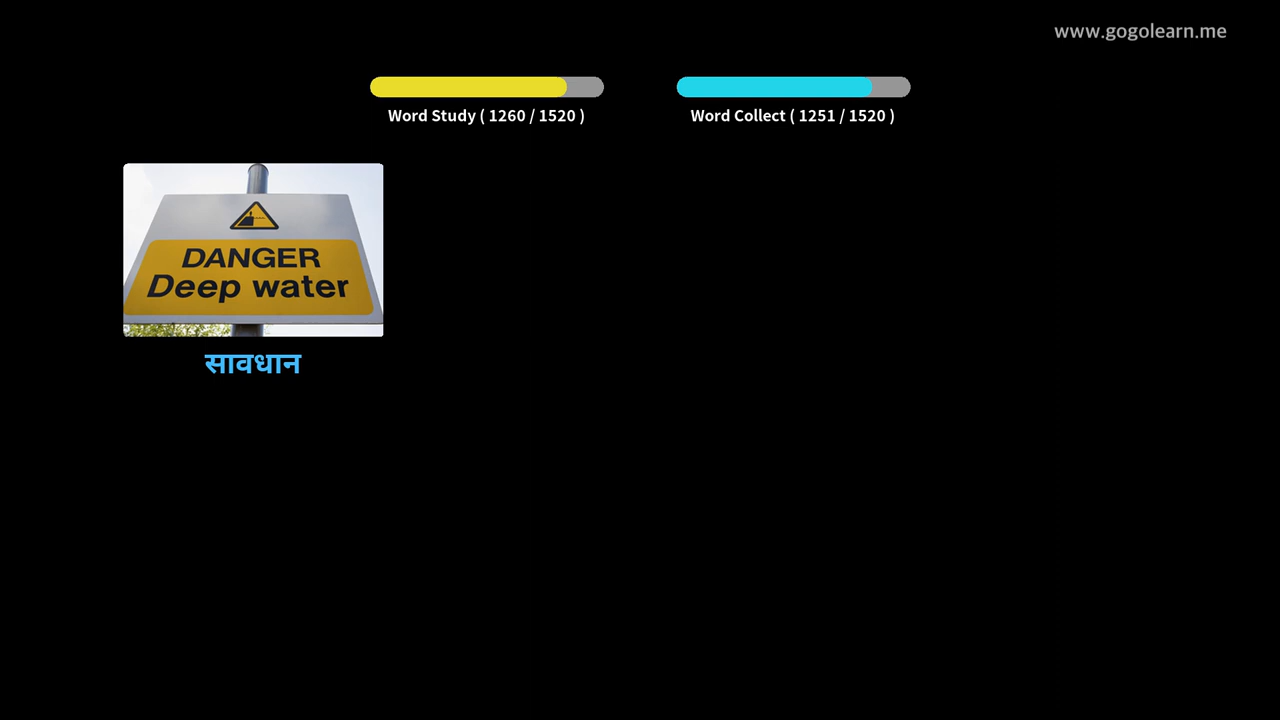 www.gogolearn.me
Word Study ( 1260 / 1520 )
Word Collect ( 1251 / 1520 )
DANGER
Deep water
सावधान